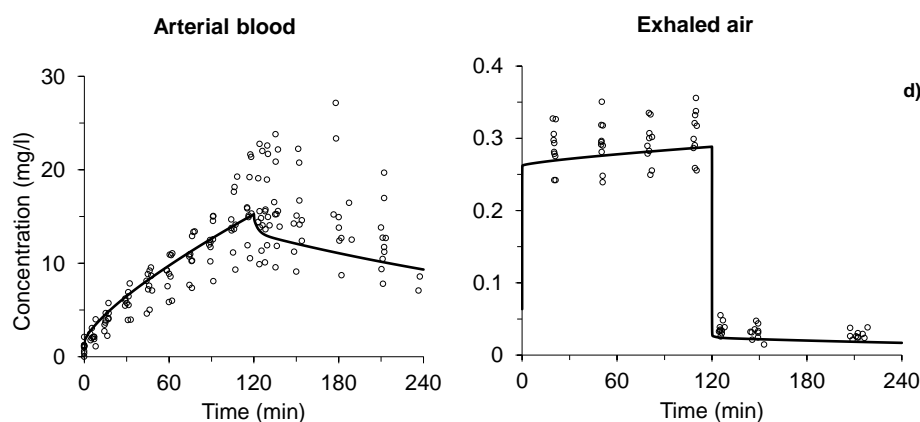 Arterial blood
Exhaled air
d)
Concentration (mg/l)
30
20
10
0
0 60 120 180 240
Time (min)
0.4
0.3
0.2
0.1
0
0 60 120 180 240
Time (min)